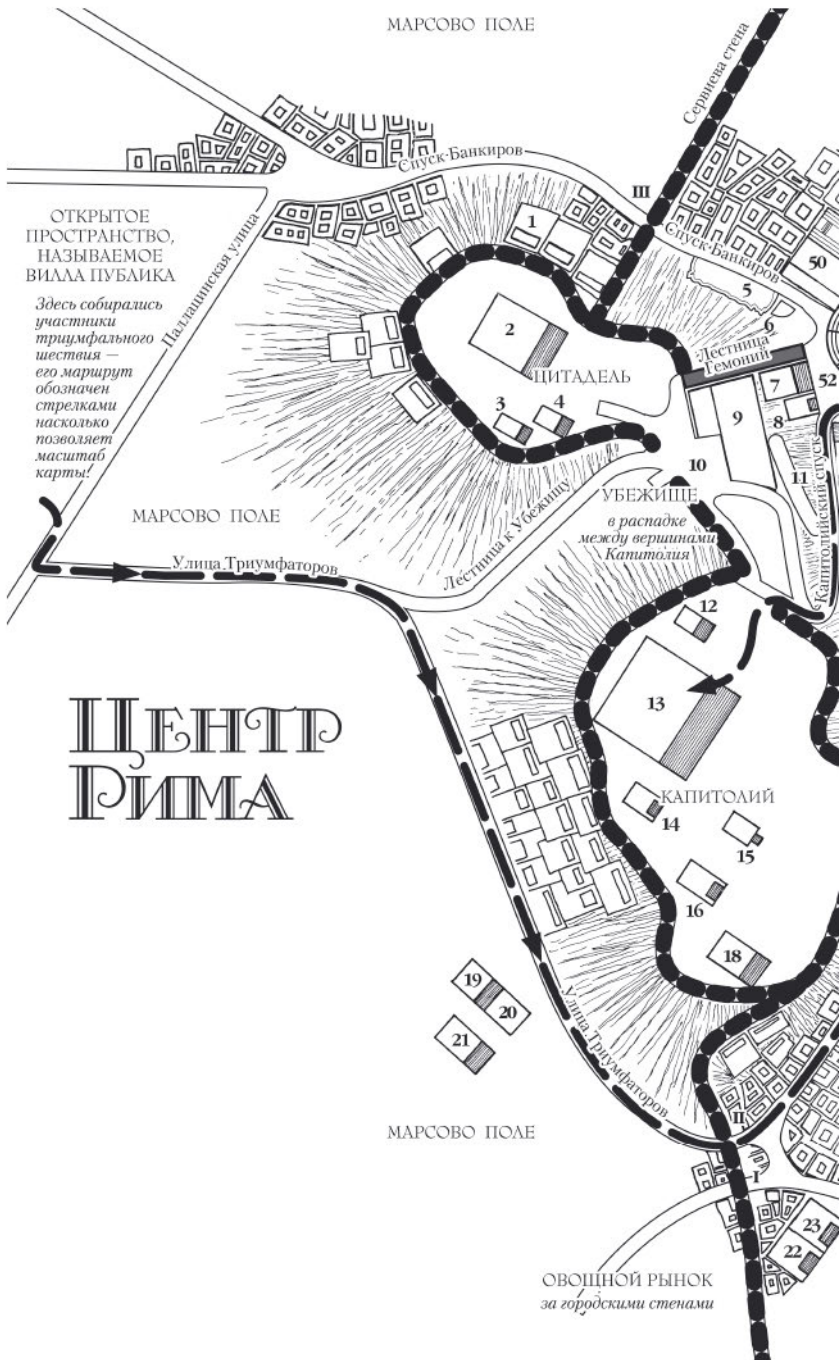 МАРСОВО ПОЛЕ
Сервиева стена
Спуск Банкиров
III
1
Спуск Банкиров
50
5
6
ОТКРЫТОЕ
ПРОСТРАНСТВО,
НАЗЫВАЕМОЕ
ВИЛЛА ПУБЛИКА
Здесь собирались
участники
триумфального
шествия —
его маршрут
обозначен
стрелками
насколько
позволяет
масштаб
карты!
Паллацинская улица
2
ЦИТАДЕЛЬ
3
4
Лестница
Гемоний
7
52
8
9
10
11
УБЕЖИЩЕ
в распадке
между вершинами
Капитолия
Капитолийский спуск
МАРСОВО ПОЛЕ
Улица Триумфаторов
Лестница к Убежищу
12
13
ЦЕНТР
РИМА
КАПИТОЛИЙ
14
15
16
18
19
20
21
Улица Триумфаторов
МАРСОВО ПОЛЕ
II
I
23
22
ОВОЩНОЙ РЫНОК
за городскими стенами